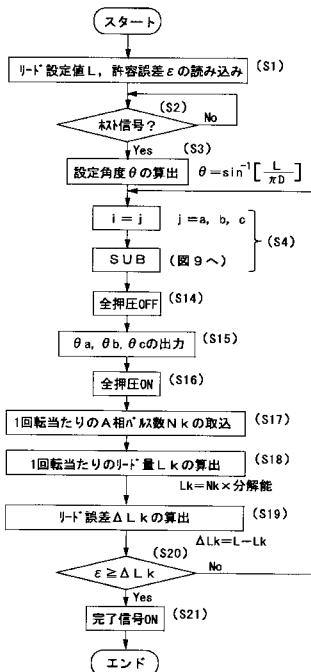 スタート
リード設定値L，許容誤差εの読み込み (S1)
(S2)
ホスト信号？ No
Yes (S3)
設定角度θの算出 θ＝sin⁻¹[L/πD]
i＝j j＝a, b, c
(S4)
SUB (図9へ)
全押圧OFF (S14)
θa, θb, θcの出力 (S15)
全押圧ON (S16)
1回転当たりのA相パルス数Nkの取込 (S17)
1回転当たりのリード量Lkの算出 (S18)
Lk＝Nk×分解能
リード誤差ΔLkの算出 (S19)
ΔLk＝L－Lk
(S20)
ε≧ΔLk No
Yes
完了信号ON (S21)
エンド